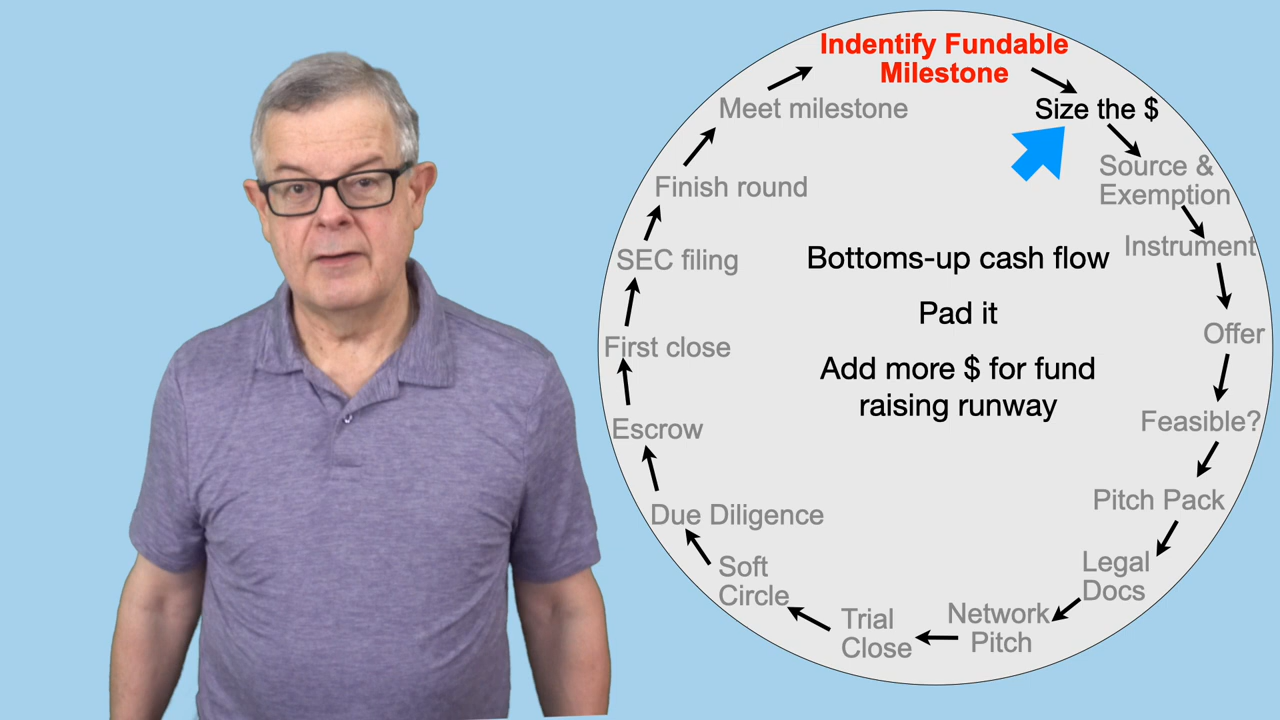 Indentify Fundable
Milestone
Size the $
Source &
Exemption
Instrument
Offer
Feasible?
Pitch Pack
Legal
Docs
Network
Pitch
Trial
Close
Soft
Circle
Due Diligence
Escrow
First close
SEC filing
Finish round
Meet milestone
Bottoms-up cash flow
Pad it
Add more $ for fund
raising runway